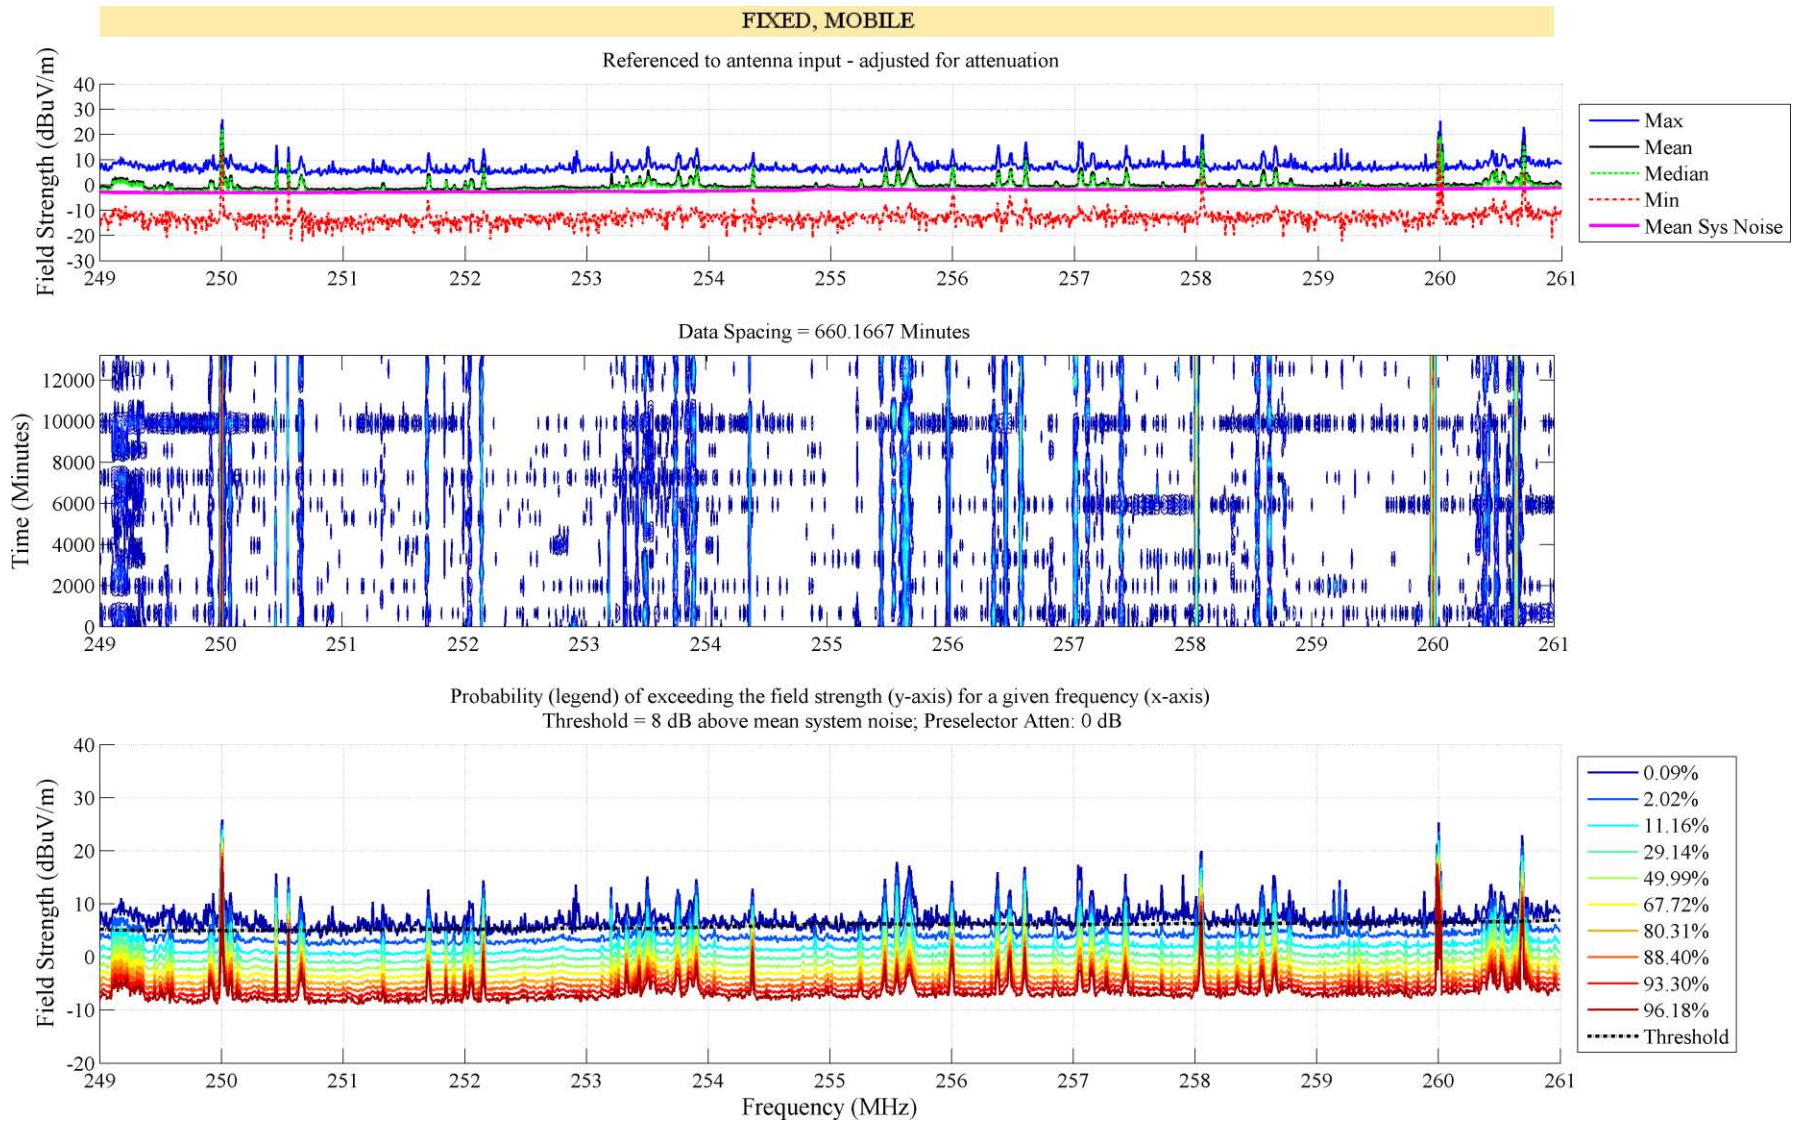 FIXED, MOBILE
Referenced to antenna input - adjusted for attenuation
Field Strength (dBuV/m)
40
30
20
10
0
-10
-20
-30
249 250 251 252 253 254 255 256 257 258 259 260 261
Max
Mean
Median
Min
Mean Sys Noise
Data Spacing = 660.1667 Minutes
Time (Minutes)
12000
10000
8000
6000
4000
2000
0
249 250 251 252 253 254 255 256 257 258 259 260 261
Probability (legend) of exceeding the field strength (y-axis) for a given frequency (x-axis)
Threshold = 8 dB above mean system noise; Preselector Atten: 0 dB
Field Strength (dBuV/m)
40
30
20
10
0
-10
-20
249 250 251 252 253 254 255 256 257 258 259 260 261
Frequency (MHz)
0.09%
2.02%
11.16%
29.14%
49.99%
67.72%
80.31%
88.40%
93.30%
96.18%
Threshold